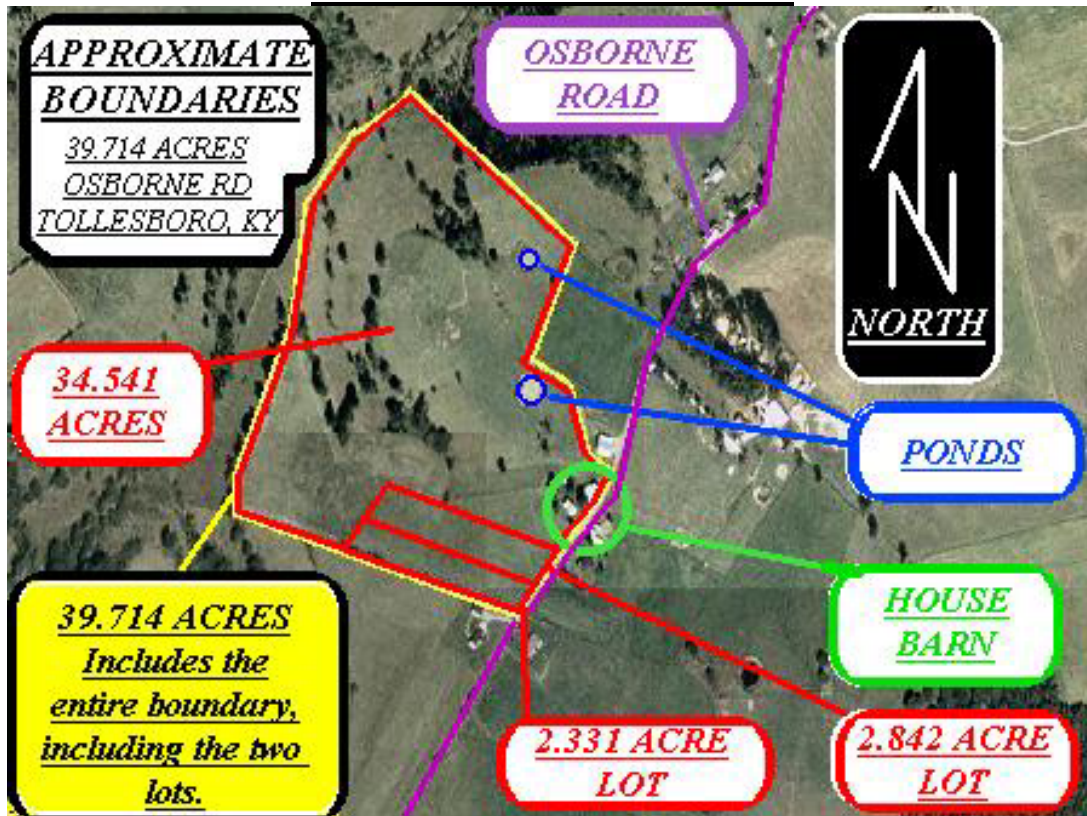 APPROXIMATE
BOUNDARIES
39.714 ACRES
OSBORNE RD
TOLLESBORO, KY
OSBORNE
ROAD
NORTH
34.541
ACRES
PONDS
39.714 ACRES
Includes the
entire boundary,
including the two
lots.
HOUSE
BARN
2.331 ACRE
LOT
2.842 ACRE
LOT